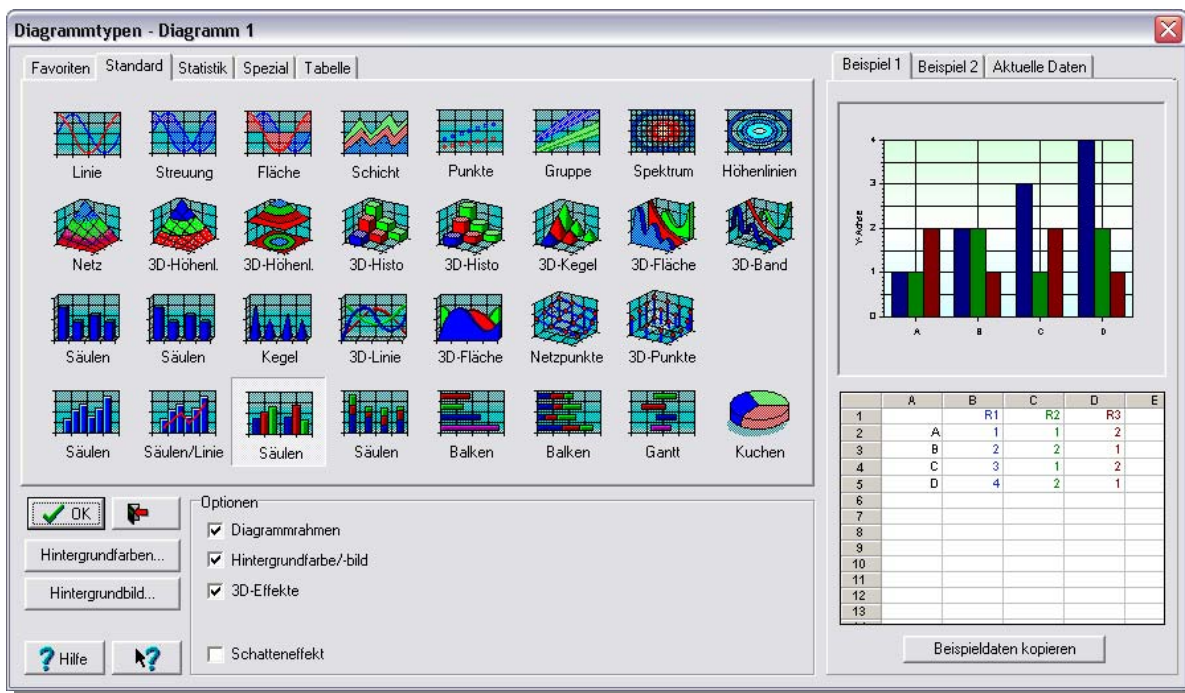 Diagrammtypen - Diagramm 1
Favoriten Standard Statistik Spezial Tabelle
Linie Streuung Fläche Schicht Punkte Gruppe Spektrum Höhenlinien
Netz 3D-Höhenl. 3D-Höhenl. 3D-Histo 3D-Histo 3D-Kegel 3D-Fläche 3D-Band
Säulen Säulen Kegel 3D-Linie 3D-Fläche Netzpunkte 3D-Punkte
Säulen Säulen/Linie Säulen Säulen Balken Balken Gantt Kuchen
OK
Hintergrundfarben...
Hintergrundbild...
? Hilfe
?
Optionen
Diagrammrahmen
Hintergrundfarbe/-bild
3D-Effekte
Schatteneffekt
Beispiel 1 Beispiel 2 Aktuelle Daten
Y-Achse
4
3
2
1
0
A B C D
A B C D E
1 R1 R2 R3
2 A 1 1 2
3 B 2 2 1
4 C 3 1 2
5 D 4 2 1
6
7
8
9
10
11
12
13
Beispieldaten kopieren